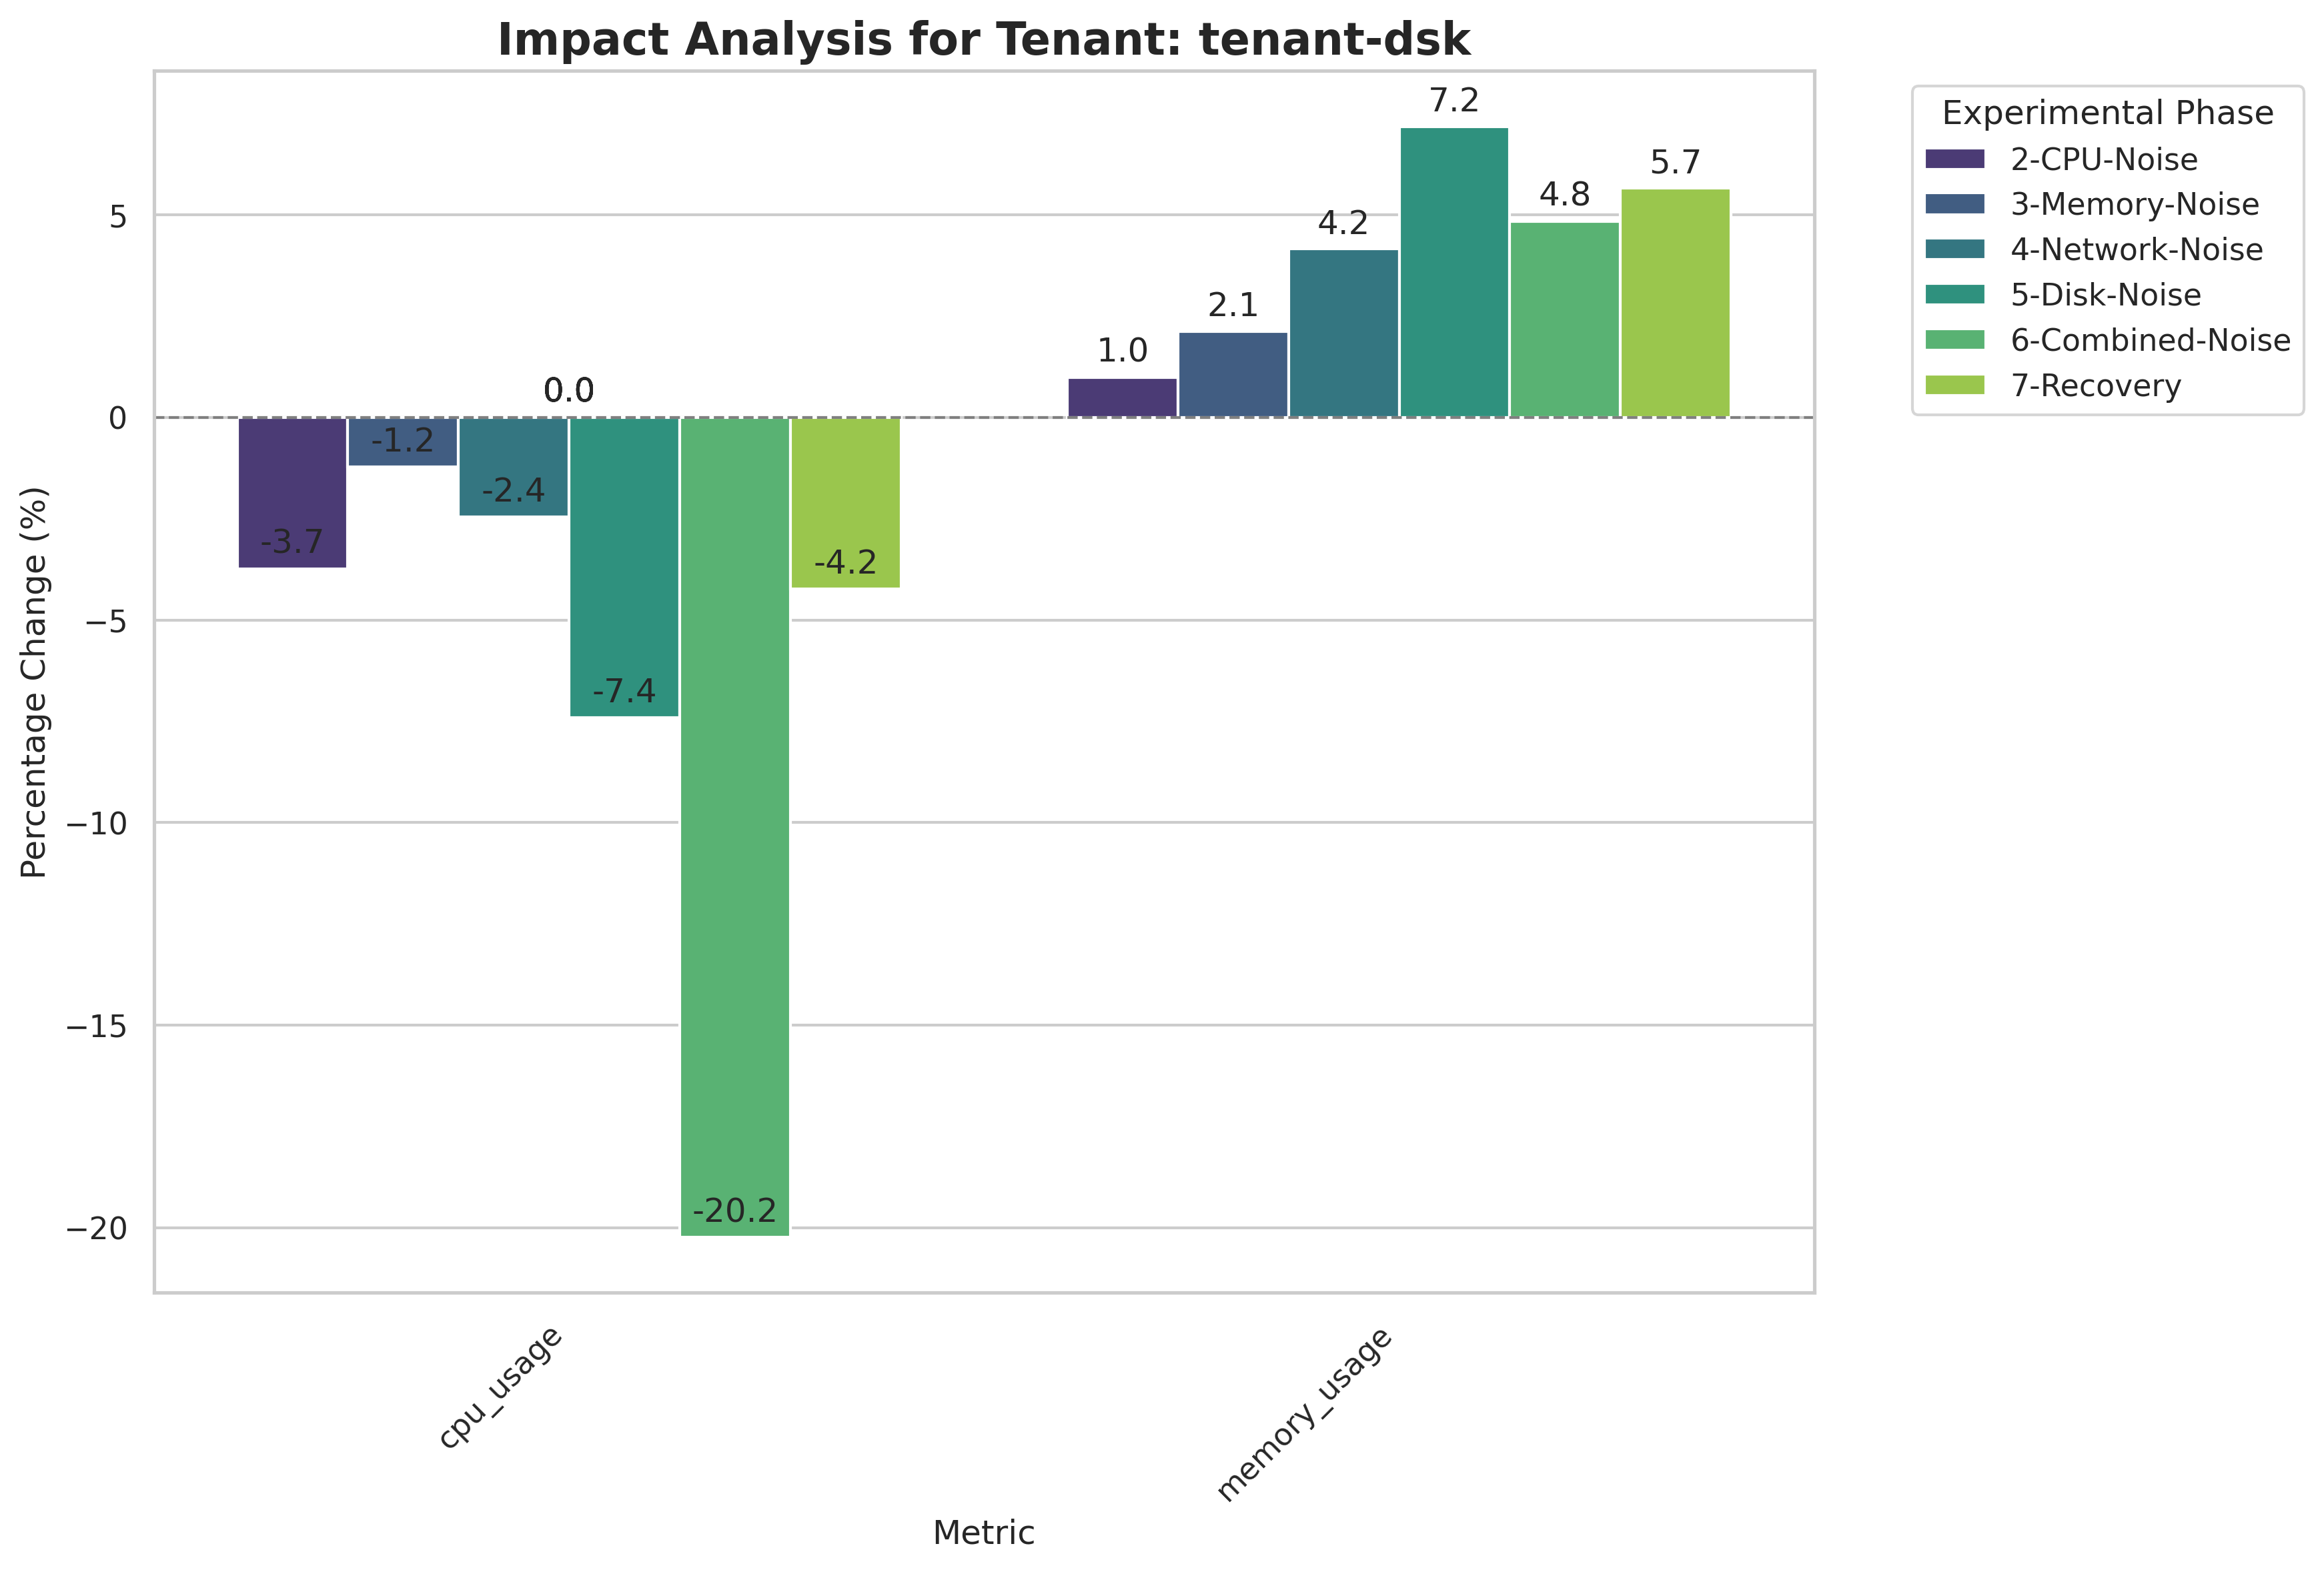 Impact Analysis for Tenant: tenant-dsk
Experimental Phase
2-CPU-Noise
3-Memory-Noise
4-Network-Noise
5-Disk-Noise
6-Combined-Noise
7-Recovery
Percentage Change (%)
5
0
−5
−10
−15
−20
-3.7
-1.2
-2.4
0.0
-7.4
-20.2
-4.2
1.0
2.1
4.2
7.2
4.8
5.7
cpu_usage
memory_usage
Metric